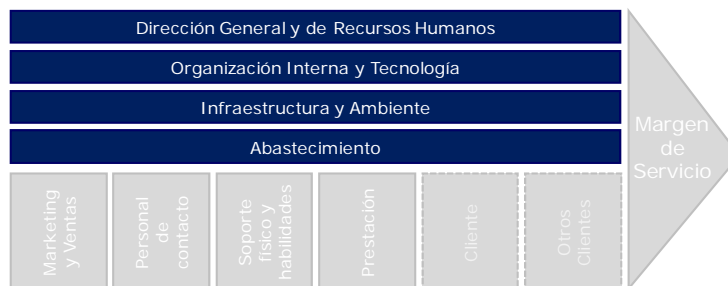 Dirección General y de Recursos Humanos
Organización Interna y Tecnología
Infraestructura y Ambiente
Abastecimiento
Margen
de
Servicio
Marketing
y Ventas
Personal
de
contacto
Soporte
físico y
habilidades
Prestación
Cliente
Otros
Clientes